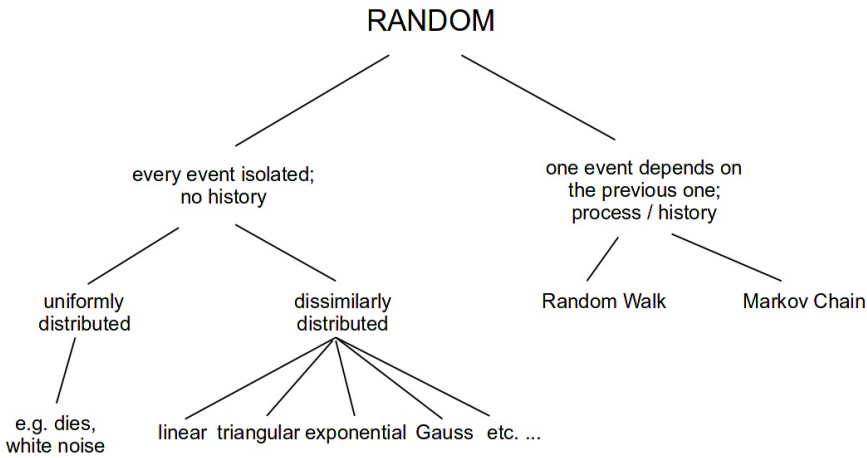 RANDOM
every event isolated;
no history
one event depends on
the previous one;
process / history
uniformly
distributed
dissimilarly
distributed
Random Walk
Markov Chain
e.g. dies,
white noise
linear triangular exponential Gauss etc. ...